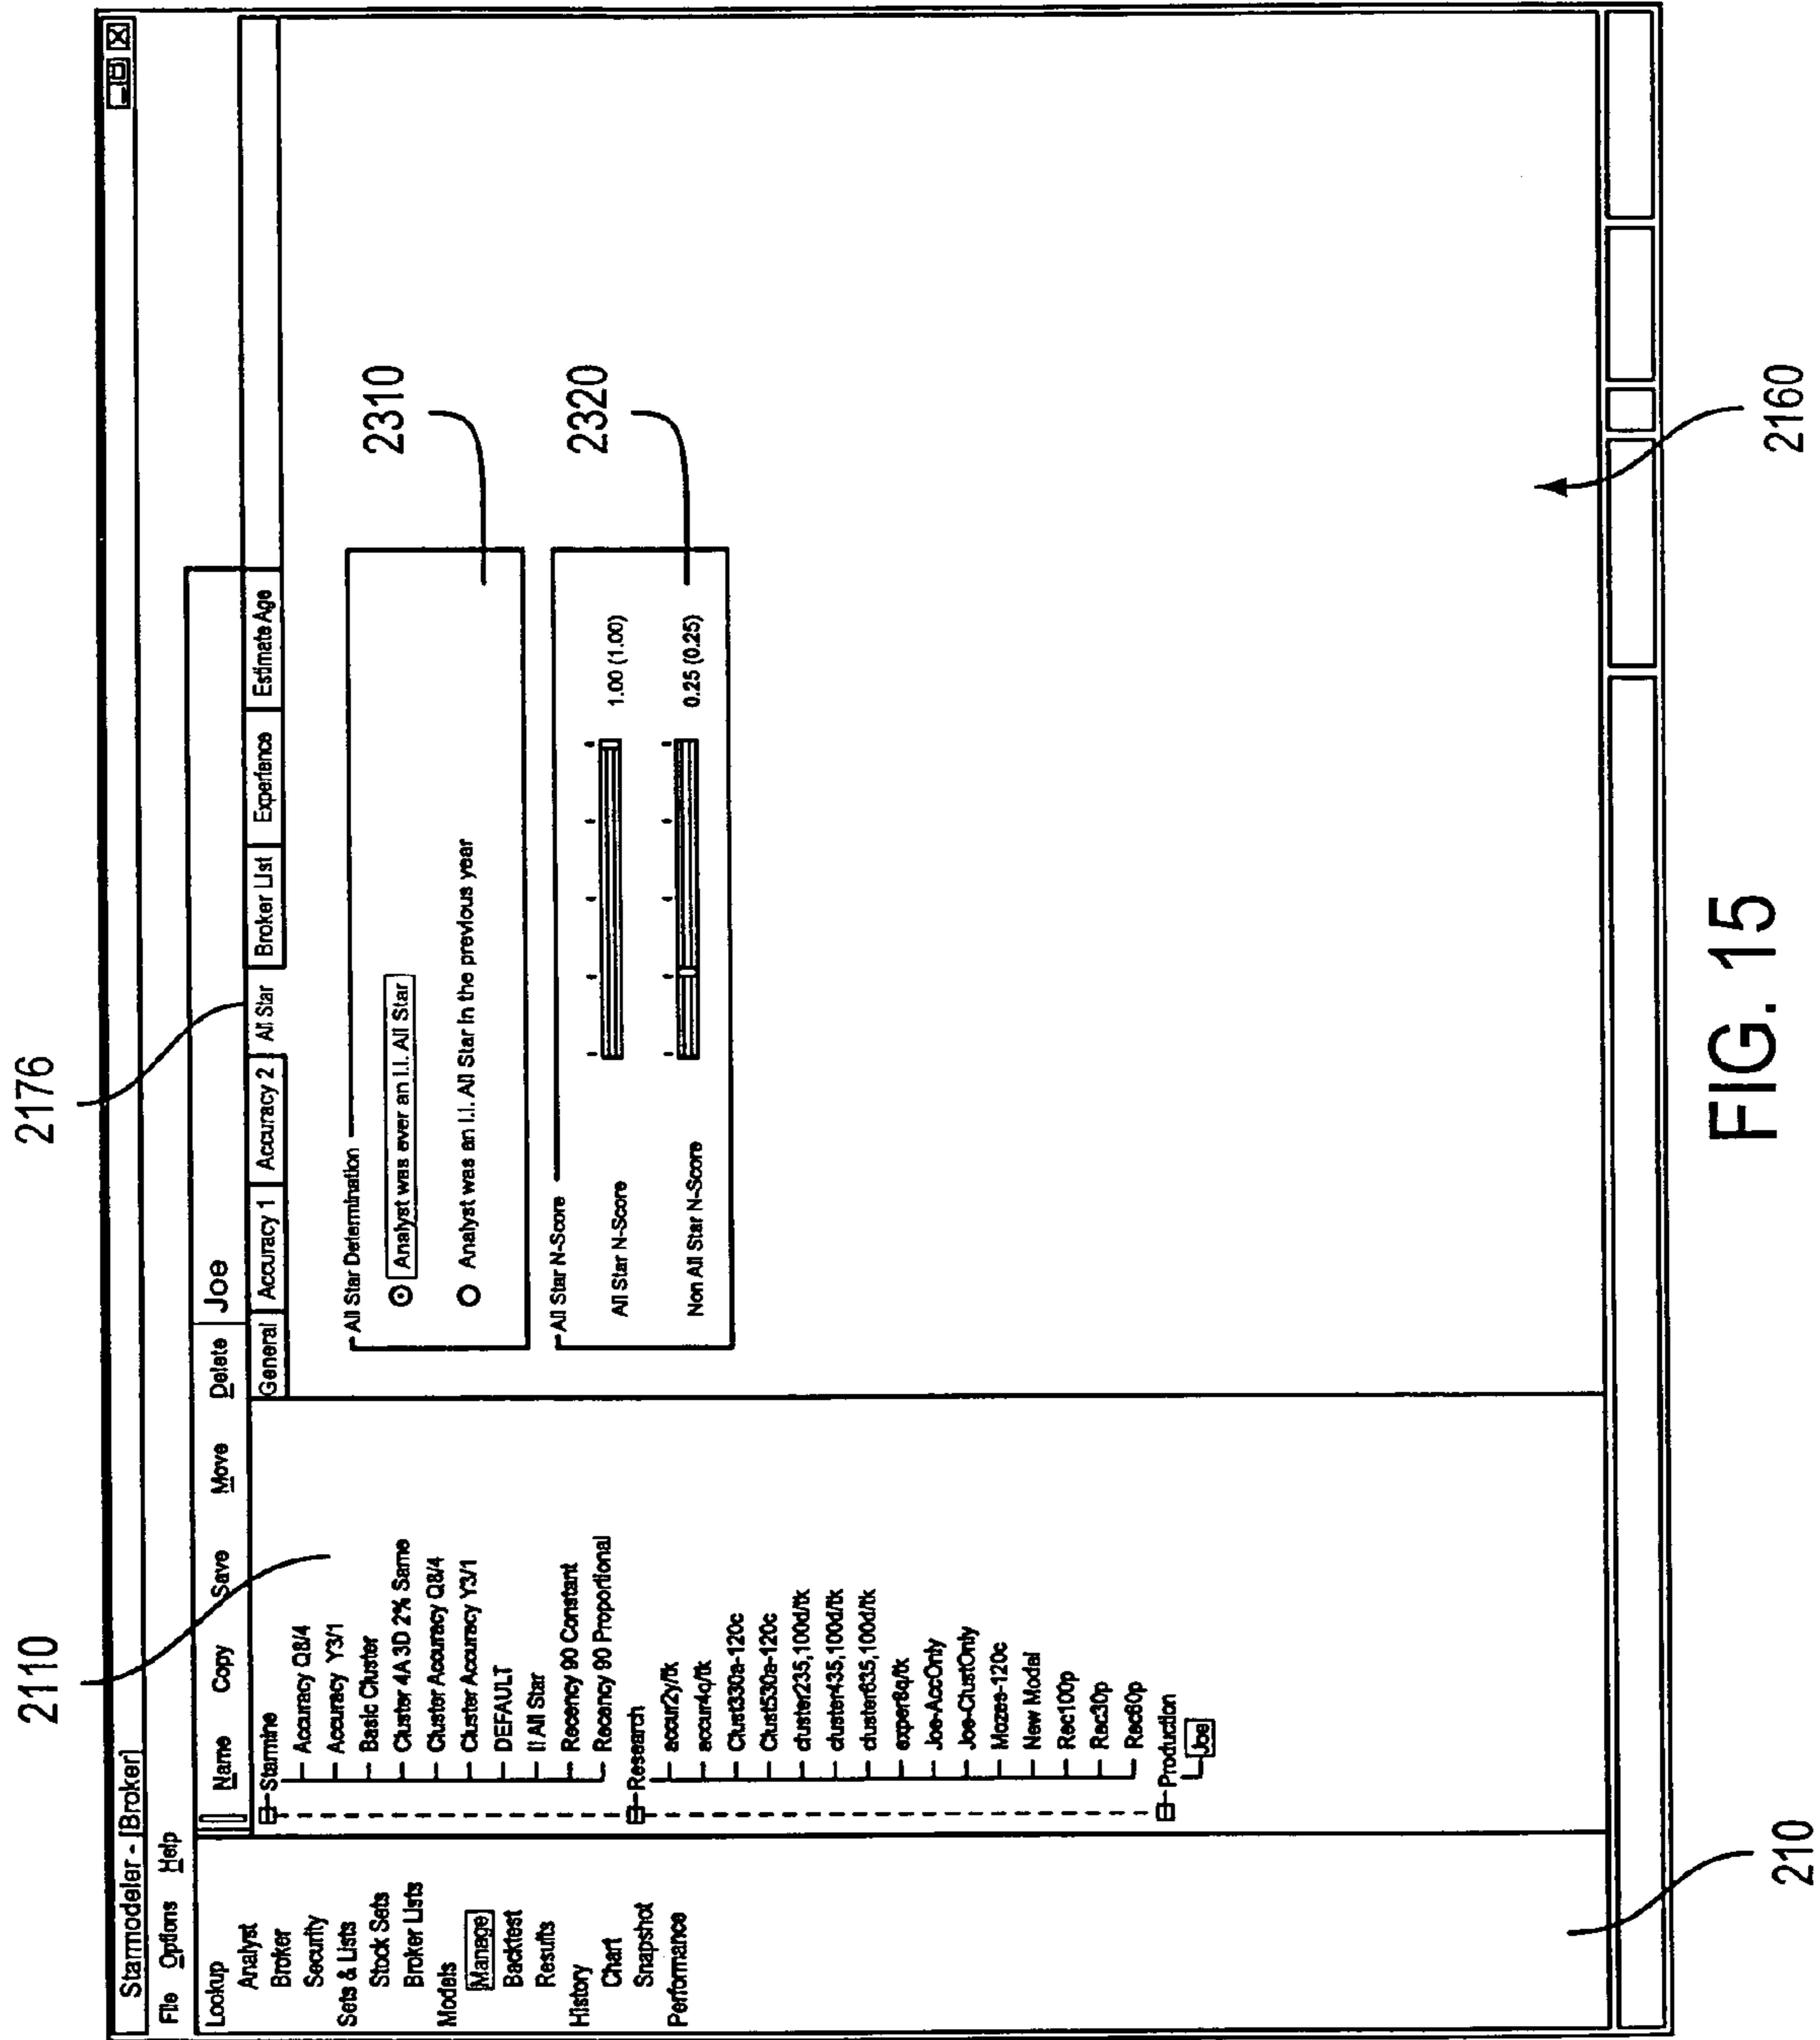 2110
2176
Starmodeler - [Broker]
File Options Help
Name Copy Save Move Delete Joe
General Accuracy 1 Accuracy 2 All Star Broker List Experience Estimate Age
Lookup
Analyst
Broker
Security
Sets & Lists
Stock Sets
Broker Lists
Models
Manage
Backtest
Results
History
Chart
Snapshot
Performance
Starmine
Accuracy Q8/4
Accuracy Y3/1
Basic Cluster
Cluster 4A 3D 2% Same
Cluster Accuracy Q8/4
Cluster Accuracy Y3/1
DEFAULT
II All Star
Recency 90 Constant
Recency 90 Proportional
Research
accur2y/tk
accur4q/tk
Clust330a-120c
Clust530a-120c
cluster235,100d/tk
cluster435,100d/tk
cluster635,100d/tk
exper8q/tk
Joe-AccOnly
Joe-ClustOnly
Mozes-120c
New Model
Rec100p
Rec30p
Rec60p
Production
Joe
All Star Determination
Analyst was ever an I.I. All Star
Analyst was an I.I. All Star in the previous year
2310
All Star N-Score
All Star N-Score 1.00 (1.00)
Non All Star N-Score 0.25 (0.25)
2320
210
2160
FIG. 15